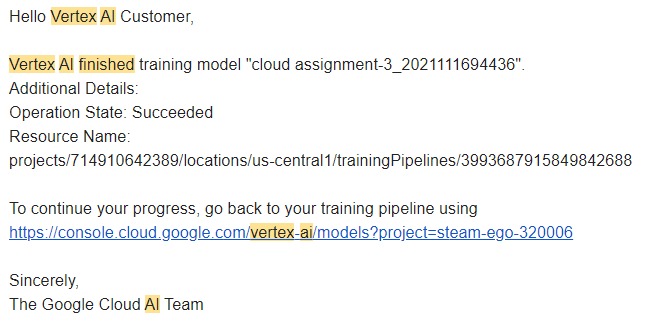 Hello Vertex AI Customer,
Vertex AI finished training model "cloud assignment-3_2021111694436".
Additional Details:
Operation State: Succeeded
Resource Name:
projects/714910642389/locations/us-central1/trainingPipelines/3993687915849842688
To continue your progress, go back to your training pipeline using
https://console.cloud.google.com/vertex-ai/models?project=steam-ego-320006
Sincerely,
The Google Cloud AI Team